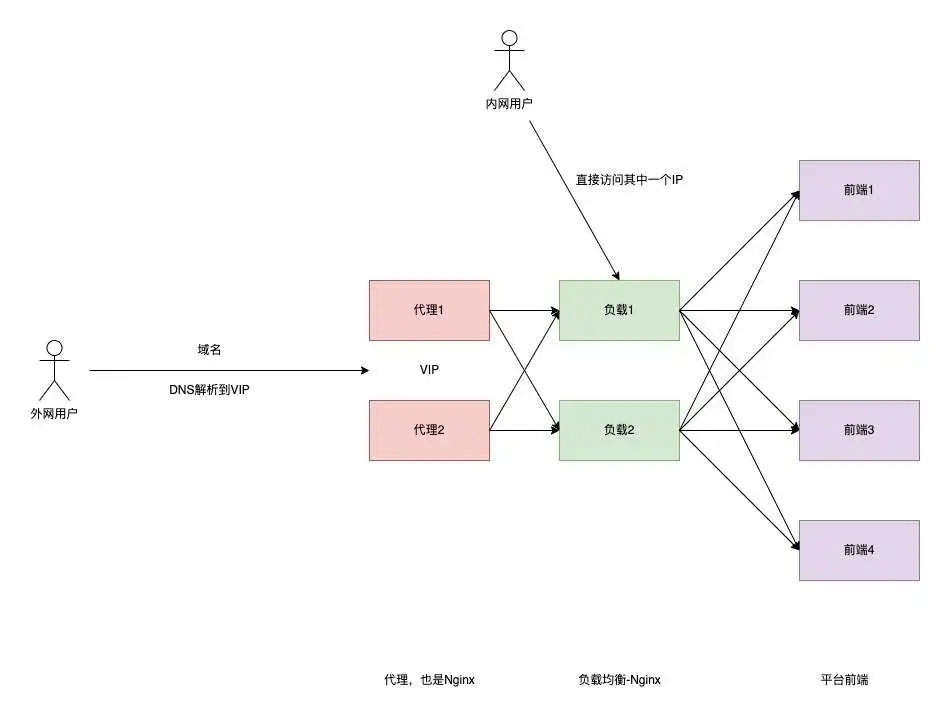 内网用户
直接访问其中一个IP
前端1
代理1
负载1
前端2
域名
VIP
DNS解析到VIP
外网用户
代理2
负载2
前端3
前端4
代理，也是Nginx
负载均衡-Nginx
平台前端